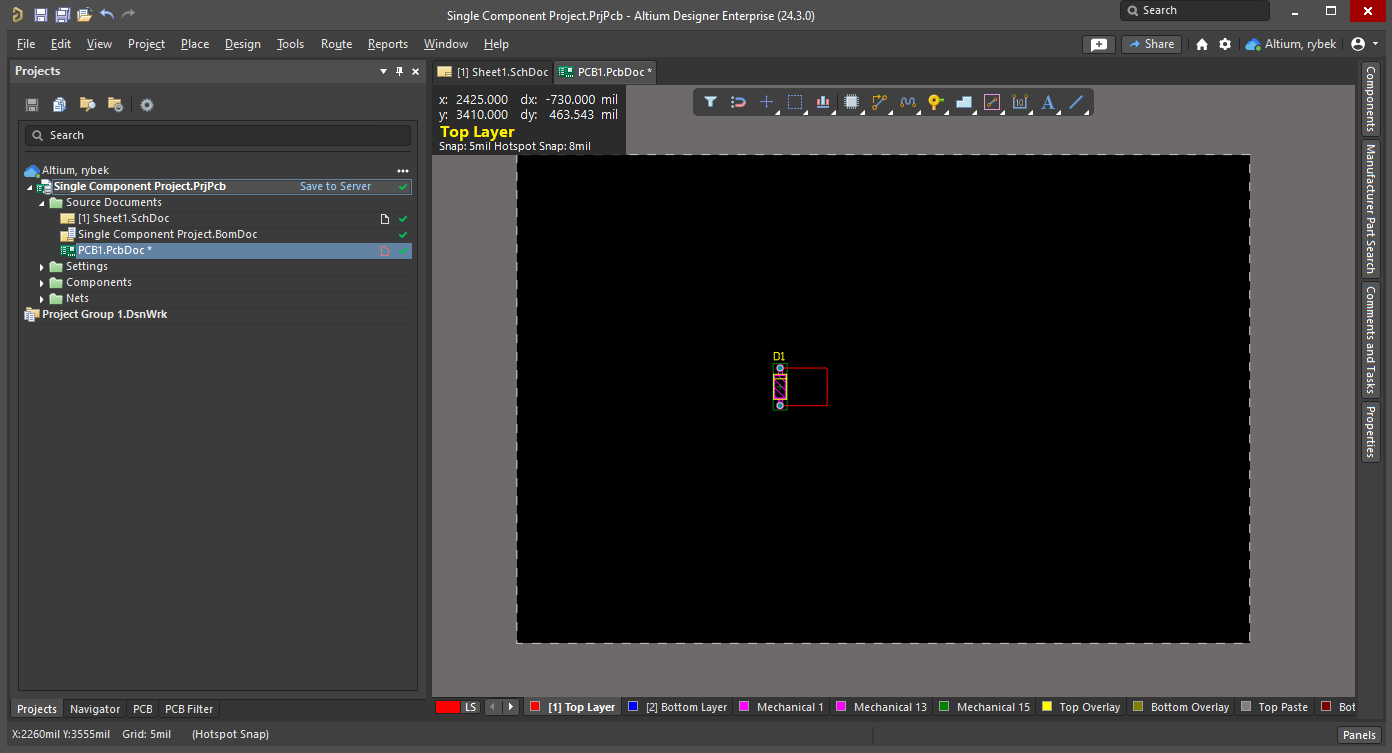 Single Component Project.PrjPcb - Altium Designer Enterprise (24.3.0)
Search
File Edit View Project Place Design Tools Route Reports Window Help
Share
Altium, rybek
Projects
[1] Sheet1.SchDoc
PCB1.PcbDoc *
Search
Altium, rybek
Single Component Project.PrjPcb Save to Server
Source Documents
[1] Sheet1.SchDoc
Single Component Project.BomDoc
PCB1.PcbDoc *
Settings
Components
Nets
Project Group 1.DsnWrk
x: 2425.000 dx: -730.000 mil
y: 3410.000 dy: 463.543 mil
Top Layer
Snap: 5mil Hotspot Snap: 8mil
10
A
D1
Components
Manufacturer Part Search
Comments and Tasks
Properties
Projects Navigator PCB PCB Filter
LS
[1] Top Layer
[2] Bottom Layer
Mechanical 1
Mechanical 13
Mechanical 15
Top Overlay
Bottom Overlay
Top Paste
Bot
X:2260mil Y:3555mil Grid: 5mil (Hotspot Snap)
Panels